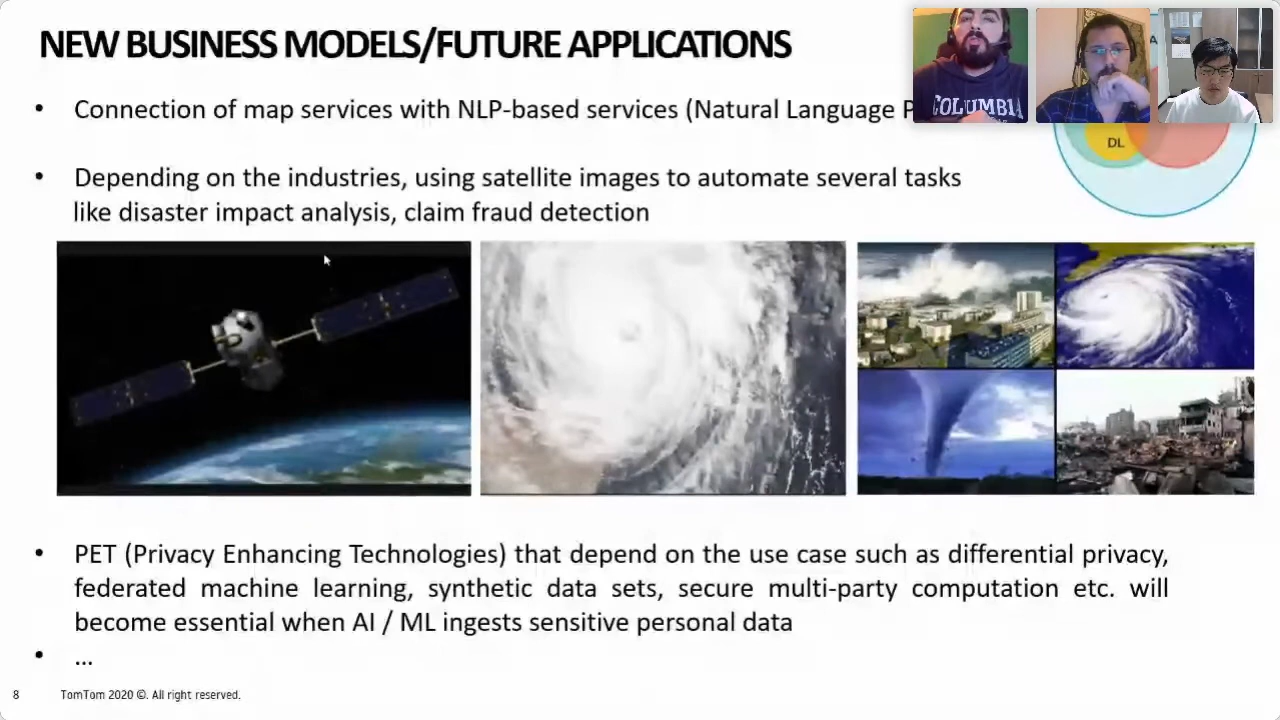 NEW BUSINESS MODELS/FUTURE APPLICATIONS
• Connection of map services with NLP-based services (Natural Language P
COLUMBIA
A
DL
• Depending on the industries, using satellite images to automate several tasks
like disaster impact analysis, claim fraud detection
• PET (Privacy Enhancing Technologies) that depend on the use case such as differential privacy,
federated machine learning, synthetic data sets, secure multi-party computation etc. will
become essential when AI / ML ingests sensitive personal data
• ...
8 TomTom 2020 ©. All right reserved.